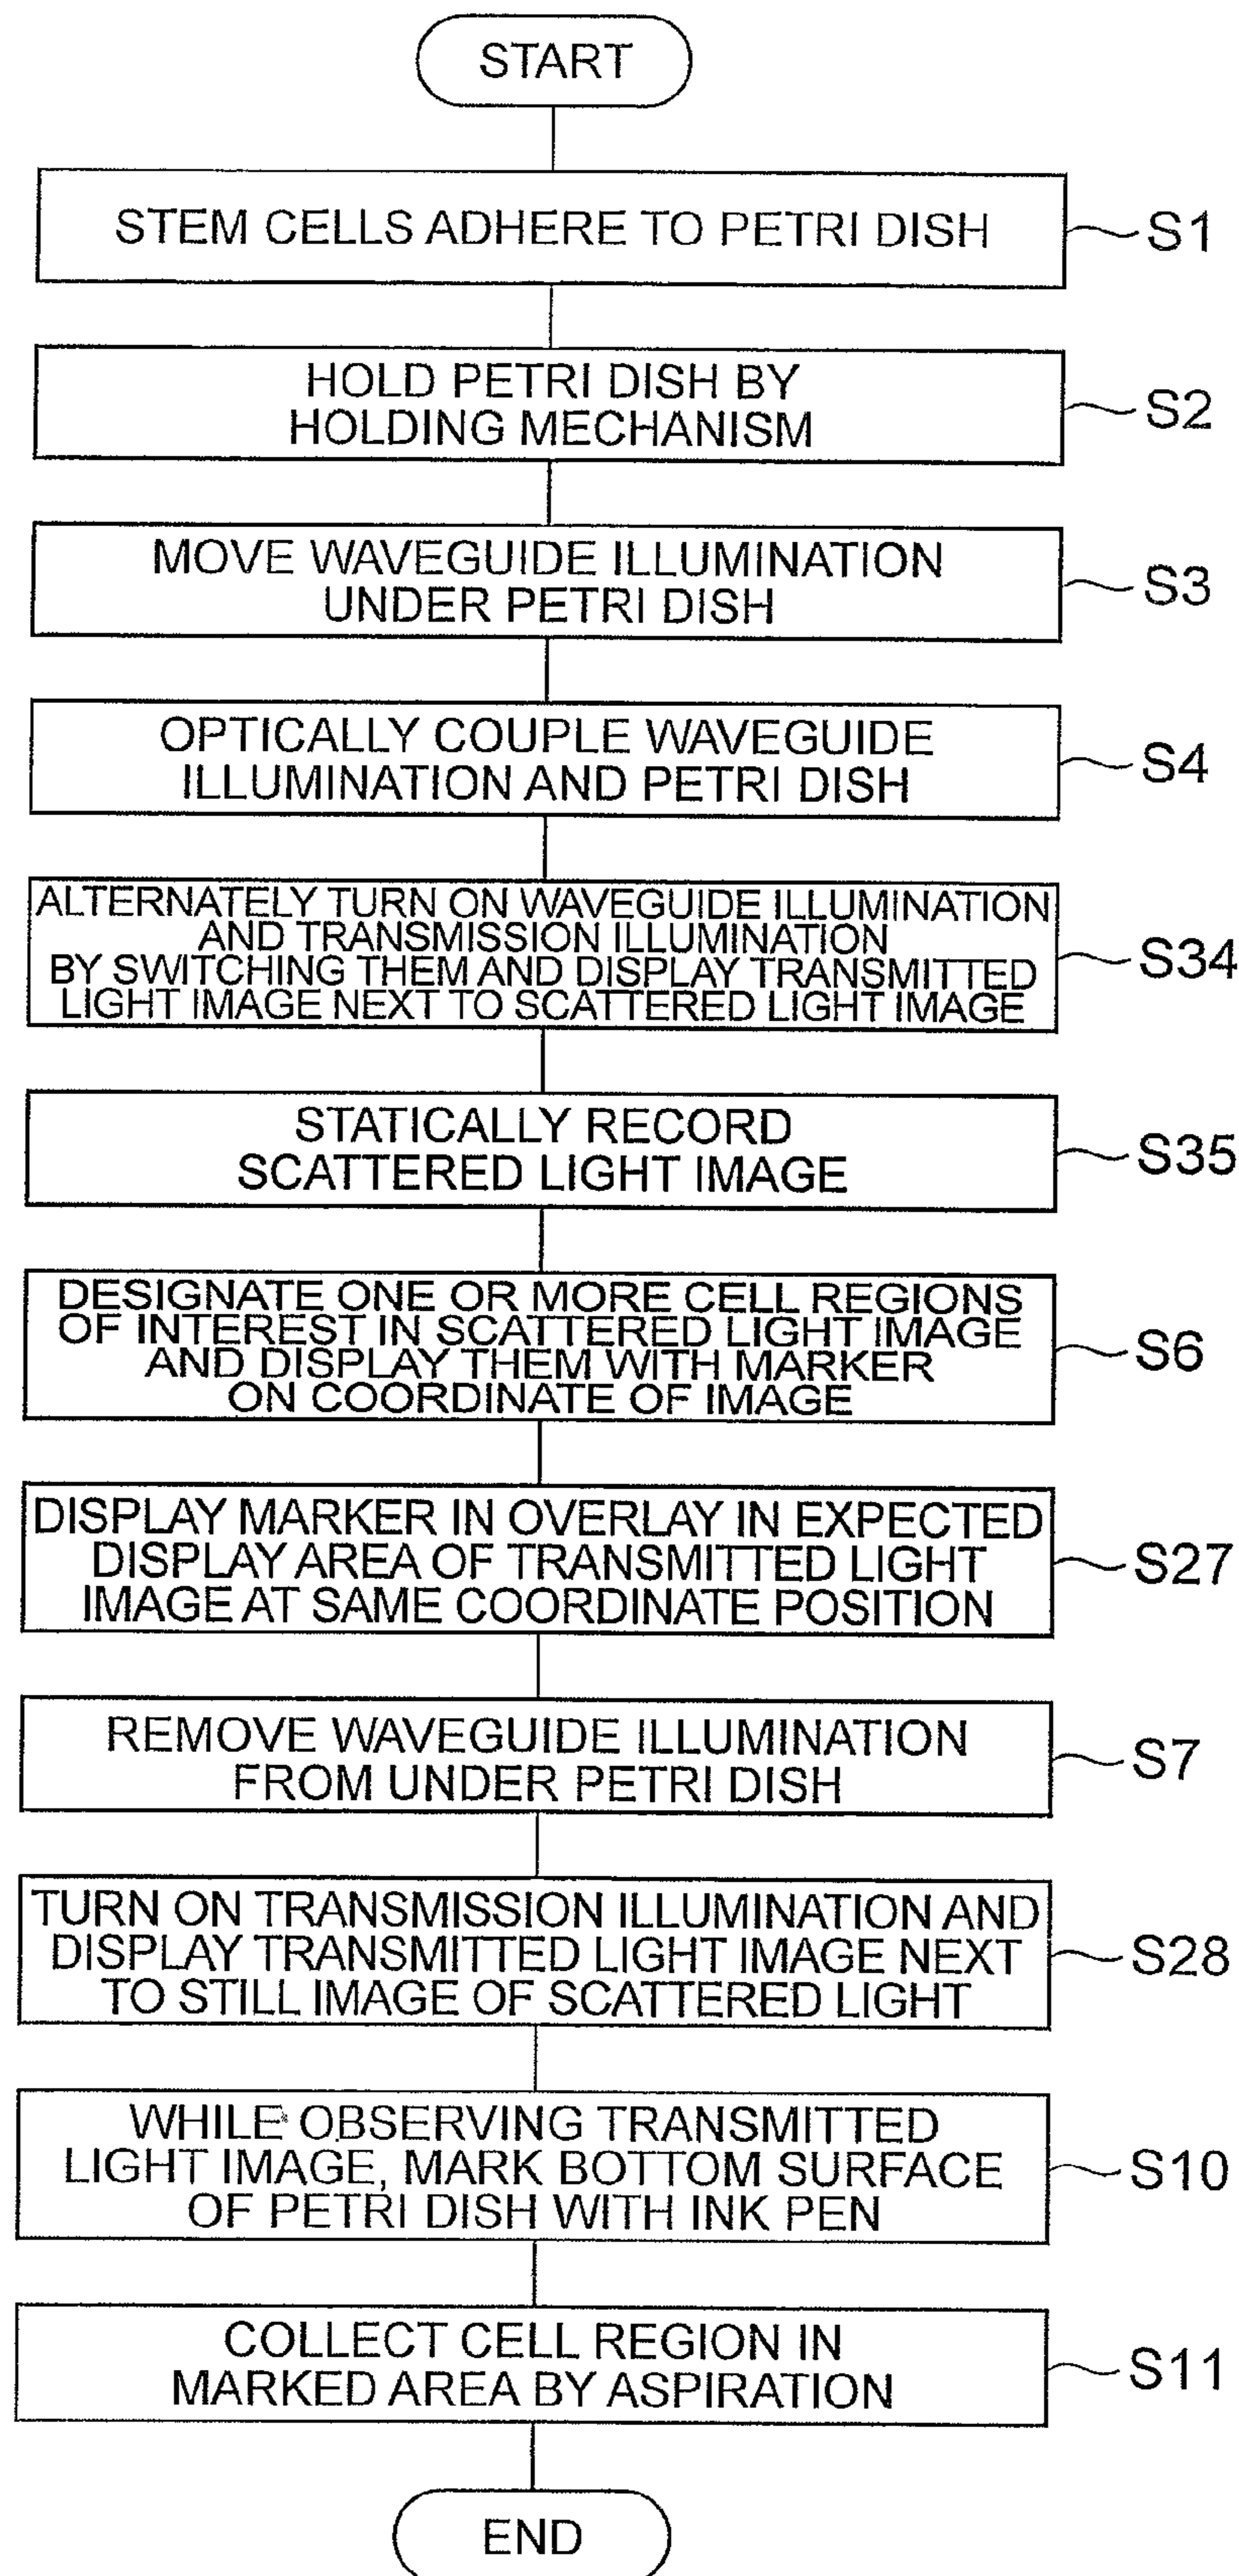 START
STEM CELLS ADHERE TO PETRI DISH
S1
HOLD PETRI DISH BY
HOLDING MECHANISM
S2
MOVE WAVEGUIDE ILLUMINATION
UNDER PETRI DISH
S3
OPTICALLY COUPLE WAVEGUIDE
ILLUMINATION AND PETRI DISH
S4
ALTERNATELY TURN ON WAVEGUIDE ILLUMINATION
AND TRANSMISSION ILLUMINATION
BY SWITCHING THEM AND DISPLAY TRANSMITTED
LIGHT IMAGE NEXT TO SCATTERED LIGHT IMAGE
S34
STATICALLY RECORD
SCATTERED LIGHT IMAGE
S35
DESIGNATE ONE OR MORE CELL REGIONS
OF INTEREST IN SCATTERED LIGHT IMAGE
AND DISPLAY THEM WITH MARKER
ON COORDINATE OF IMAGE
S6
DISPLAY MARKER IN OVERLAY IN EXPECTED
DISPLAY AREA OF TRANSMITTED LIGHT
IMAGE AT SAME COORDINATE POSITION
S27
REMOVE WAVEGUIDE ILLUMINATION
FROM UNDER PETRI DISH
S7
TURN ON TRANSMISSION ILLUMINATION AND
DISPLAY TRANSMITTED LIGHT IMAGE NEXT
TO STILL IMAGE OF SCATTERED LIGHT
S28
WHILE OBSERVING TRANSMITTED
LIGHT IMAGE, MARK BOTTOM SURFACE
OF PETRI DISH WITH INK PEN
S10
COLLECT CELL REGION IN
MARKED AREA BY ASPIRATION
S11
END